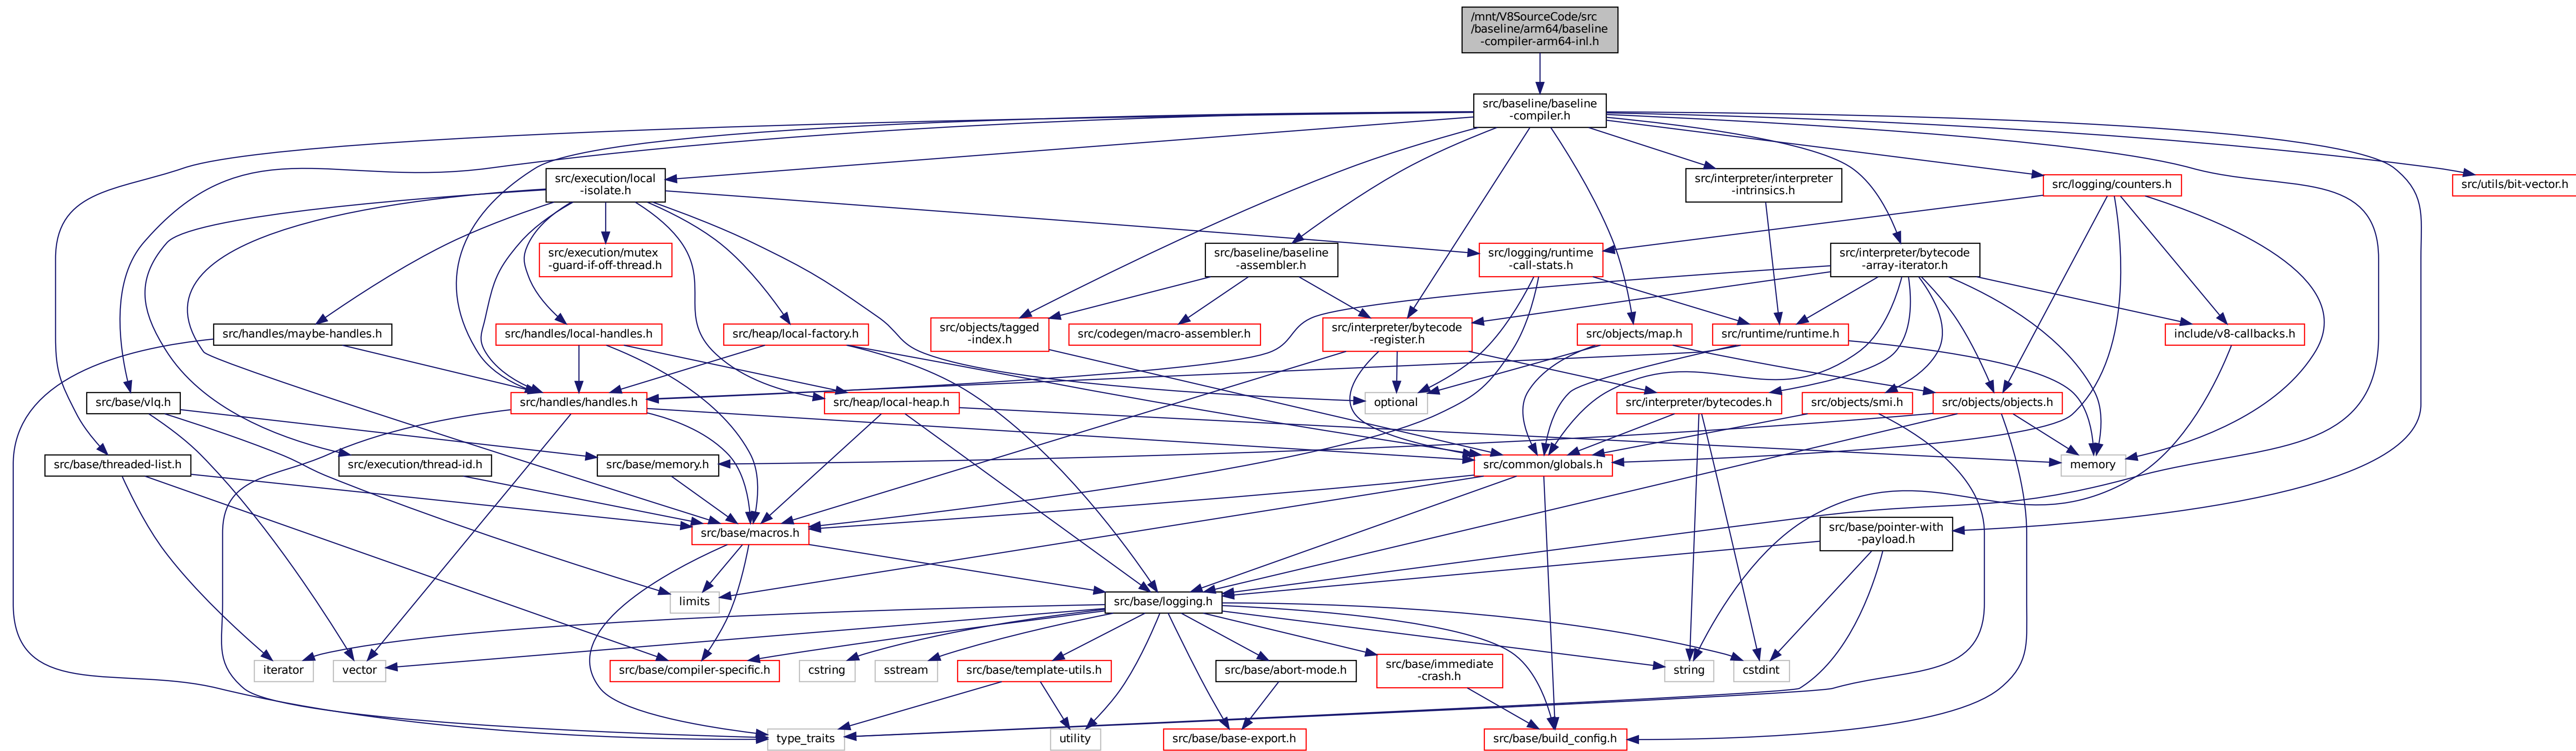 /mnt/V8SourceCode/src
/baseline/arm64/baseline
-compiler-arm64-inl.h
src/baseline/baseline
-compiler.h
src/execution/local
-isolate.h
src/interpreter/interpreter
-intrinsics.h
src/logging/counters.h
src/utils/bit-vector.h
src/execution/mutex
-guard-if-off-thread.h
src/baseline/baseline
-assembler.h
src/logging/runtime
-call-stats.h
src/interpreter/bytecode
-array-iterator.h
src/handles/maybe-handles.h
src/handles/local-handles.h
src/heap/local-factory.h
src/objects/tagged
-index.h
src/codegen/macro-assembler.h
src/interpreter/bytecode
-register.h
src/objects/map.h
src/runtime/runtime.h
include/v8-callbacks.h
src/base/vlq.h
src/handles/handles.h
src/heap/local-heap.h
optional
src/interpreter/bytecodes.h
src/objects/smi.h
src/objects/objects.h
src/base/threaded-list.h
src/execution/thread-id.h
src/base/memory.h
src/common/globals.h
memory
src/base/macros.h
src/base/pointer-with
-payload.h
limits
src/base/logging.h
iterator
vector
src/base/compiler-specific.h
cstring
sstream
src/base/template-utils.h
src/base/abort-mode.h
src/base/immediate
-crash.h
string
cstdint
type_traits
utility
src/base/base-export.h
src/base/build_config.h